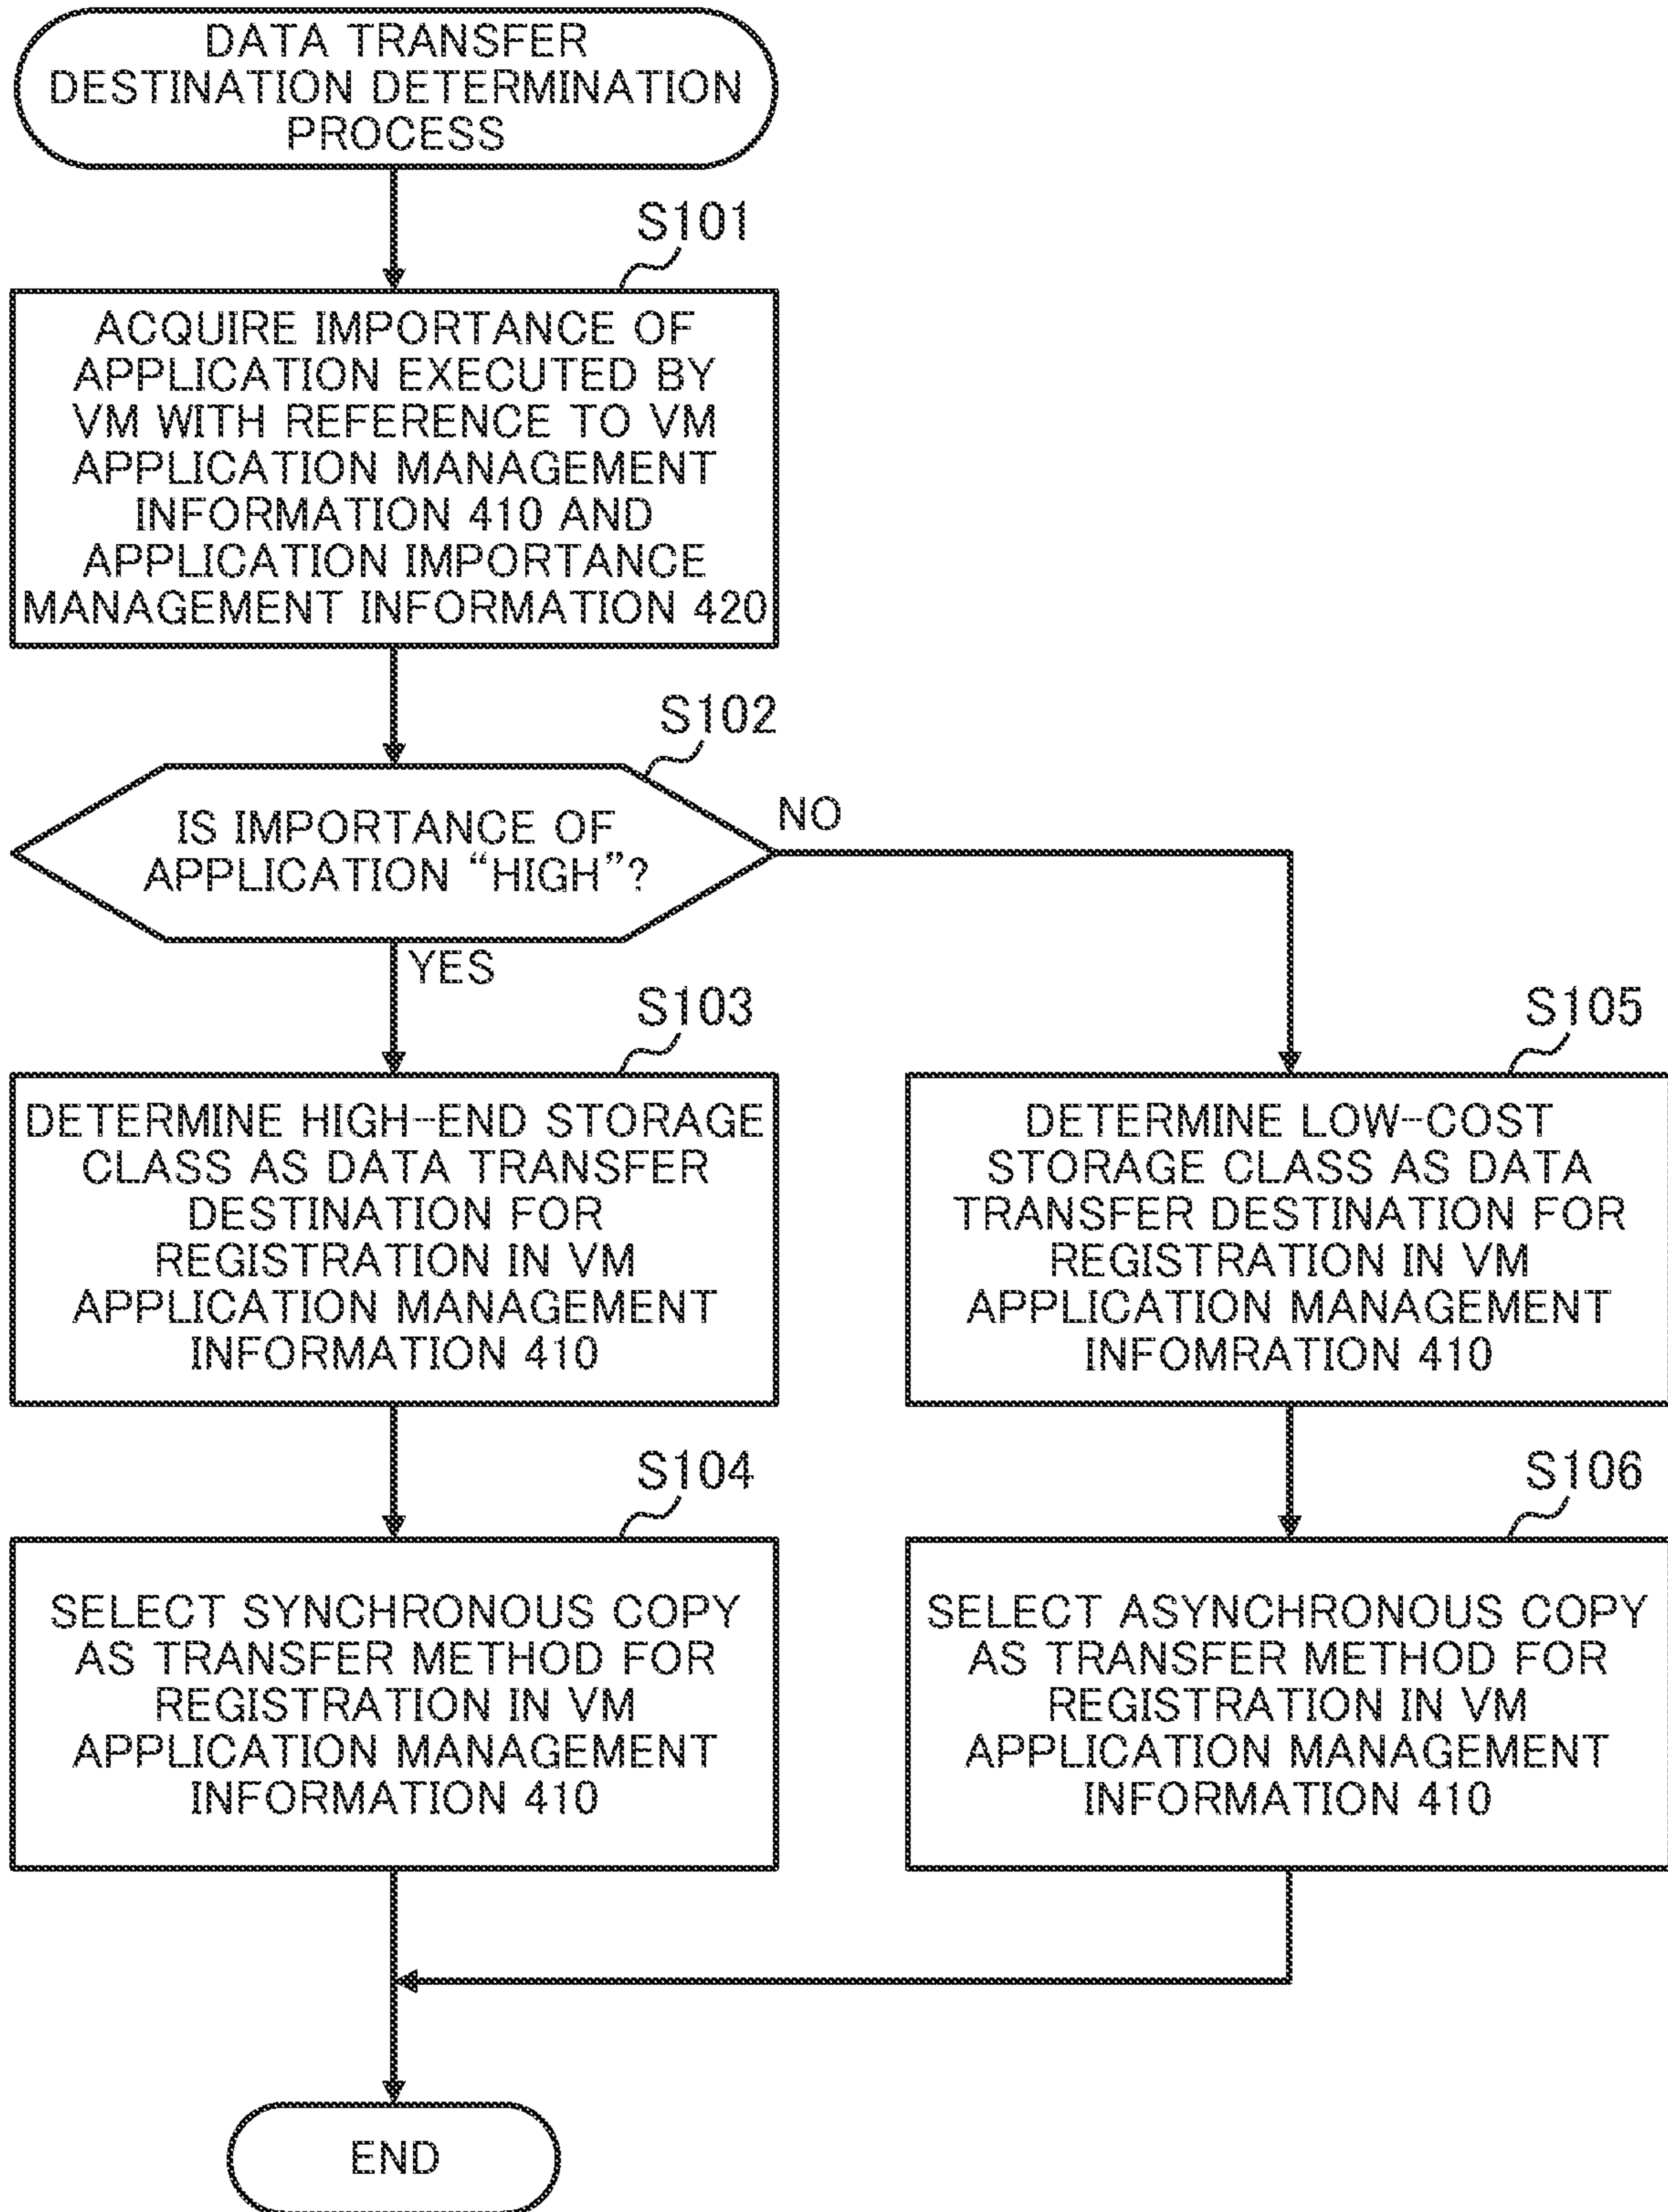 DATA TRANSFER
DESTINATION DETERMINATION
PROCESS
S101
ACQUIRE IMPORTANCE OF
APPLICATION EXECUTED BY
VM WITH REFERENCE TO VM
APPLICATION MANAGEMENT
INFORMATION 410 AND
APPLICATION IMPORTANCE
MANAGEMENT INFORMATION 420
S102
IS IMPORTANCE OF
APPLICATION “HIGH”?
NO
YES
S103
DETERMINE HIGH-END STORAGE
CLASS AS DATA TRANSFER
DESTINATION FOR
REGISTRATION IN VM
APPLICATION MANAGEMENT
INFORMATION 410
S105
DETERMINE LOW-COST
STORAGE CLASS AS DATA
TRANSFER DESTINATION FOR
REGISTRATION IN VM
APPLICATION MANAGEMENT
INFOMRATION 410
S104
SELECT SYNCHRONOUS COPY
AS TRANSFER METHOD FOR
REGISTRATION IN VM
APPLICATION MANAGEMENT
INFORMATION 410
S106
SELECT ASYNCHRONOUS COPY
AS TRANSFER METHOD FOR
REGISTRATION IN VM
APPLICATION MANAGEMENT
INFORMATION 410
END